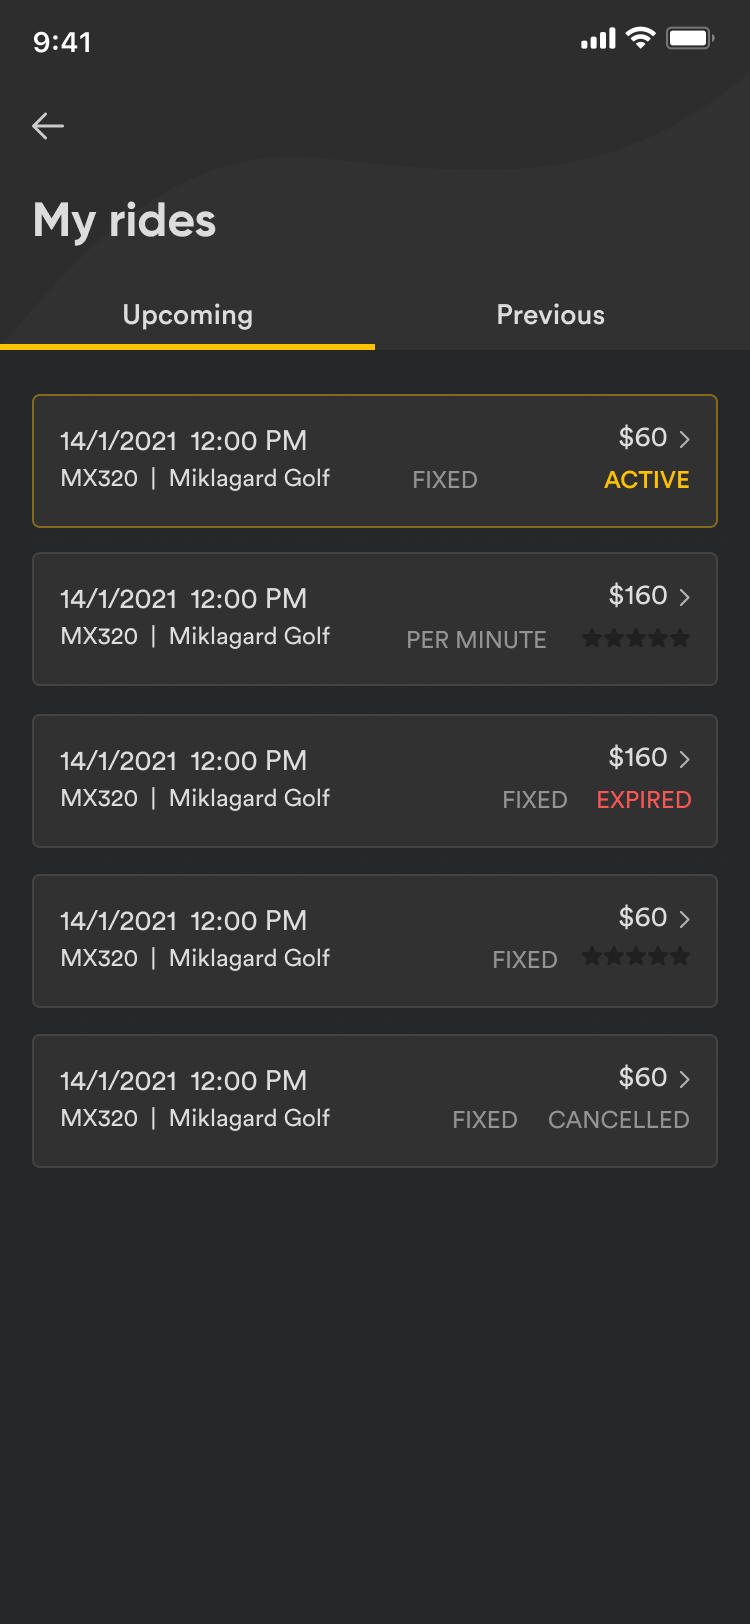 9:41
My rides
Upcoming Previous
14/1/2021 12:00 PM $60
MX320 | Miklagard Golf FIXED ACTIVE
14/1/2021 12:00 PM $160
MX320 | Miklagard Golf PER MINUTE
14/1/2021 12:00 PM $160
MX320 | Miklagard Golf FIXED EXPIRED
14/1/2021 12:00 PM $60
MX320 | Miklagard Golf FIXED
14/1/2021 12:00 PM $60
MX320 | Miklagard Golf FIXED CANCELLED